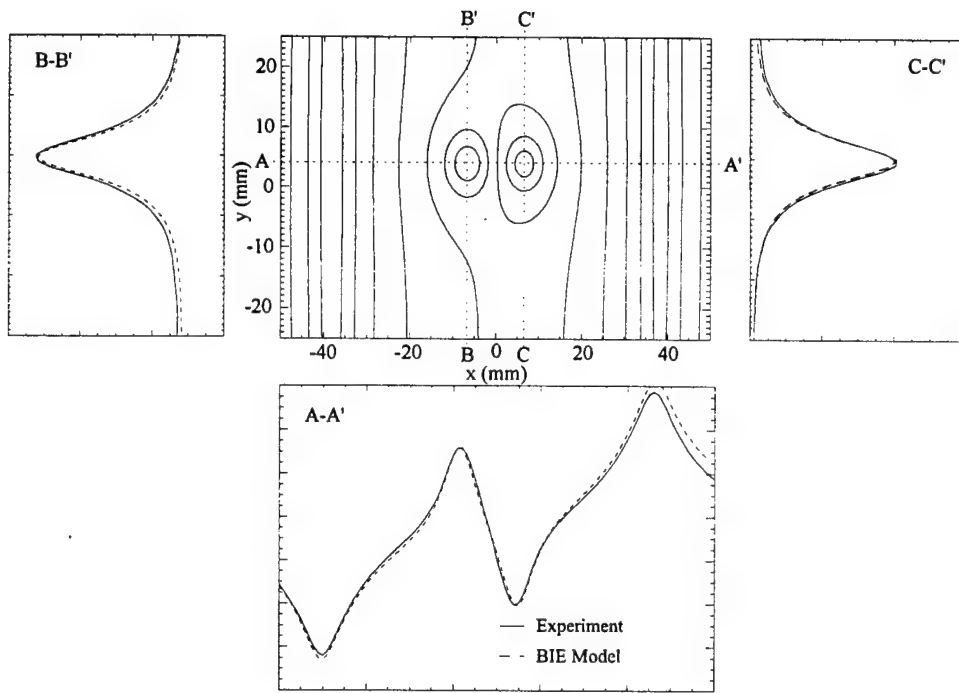 B' C'
B-B'
C-C'
20
10
A
A'
0
y (mm)
-10
-20
-40 -20 B 0 C 20 40
x (mm)
A-A'
Experiment
BIE Model